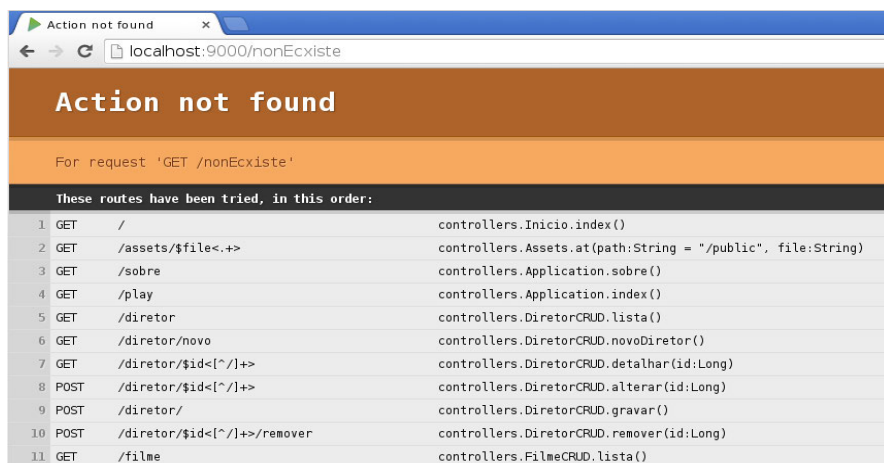 Action not found ×
localhost:9000/nonEcxiste
Action not found
For request 'GET /nonEcxiste'
These routes have been tried, in this order:
1 GET / controllers.Inicio.index()
2 GET /assets/$file<.+> controllers.Assets.at(path:String = "/public", file:String)
3 GET /sobre controllers.Application.sobre()
4 GET /play controllers.Application.index()
5 GET /diretor controllers.DiretorCRUD.lista()
6 GET /diretor/novo controllers.DiretorCRUD.novoDiretor()
7 GET /diretor/$id<[^/]+> controllers.DiretorCRUD.detalhar(id:Long)
8 POST /diretor/$id<[^/]+> controllers.DiretorCRUD.alterar(id:Long)
9 POST /diretor/ controllers.DiretorCRUD.gravar()
10 POST /diretor/$id<[^/]+>/remover controllers.DiretorCRUD.remover(id:Long)
11 GET /filme controllers.FilmeCRUD.lista()